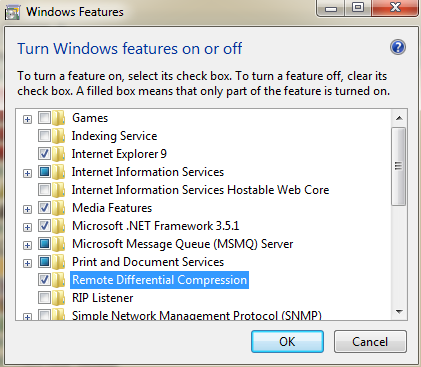 Windows Features
Turn Windows features on or off
To turn a feature on, select its check box. To turn a feature off, clear its
check box. A filled box means that only part of the feature is turned on.
Games
Indexing Service
Internet Explorer 9
Internet Information Services
Internet Information Services Hostable Web Core
Media Features
Microsoft .NET Framework 3.5.1
Microsoft Message Queue (MSMQ) Server
Print and Document Services
Remote Differential Compression
RIP Listener
Simple Network Management Protocol (SNMP)
OK Cancel